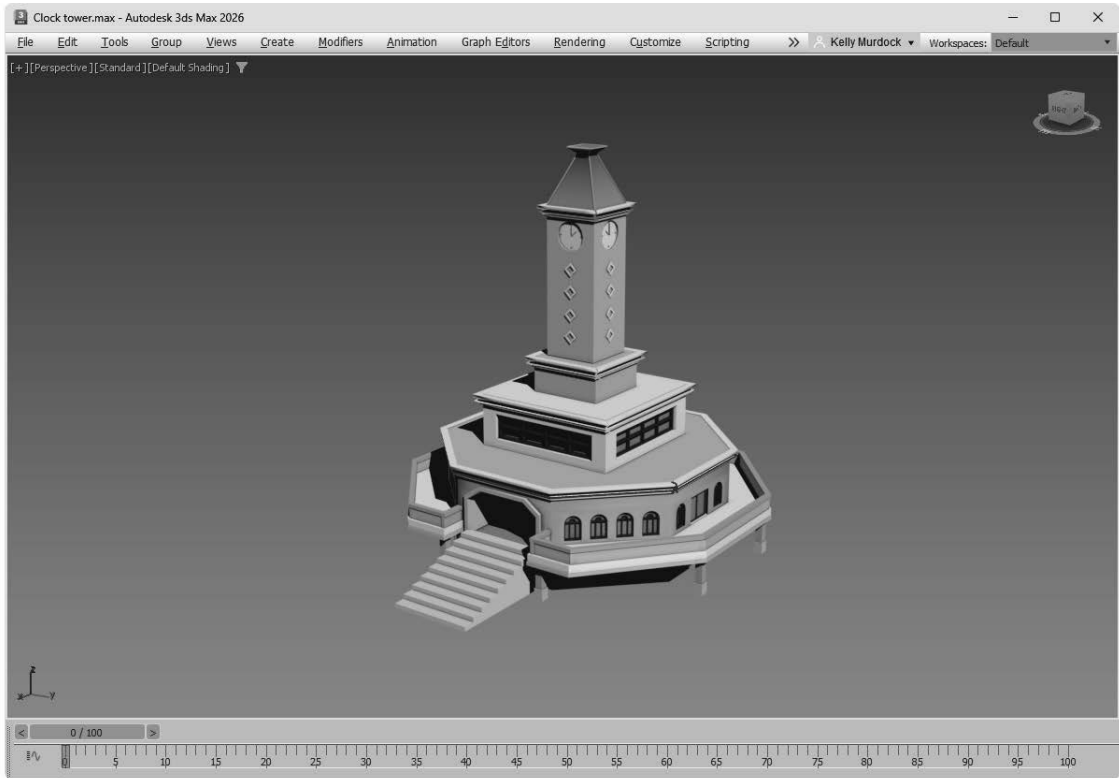 Clock tower.max - Autodesk 3ds Max 2026
File Edit Tools Group Views Create Modifiers Animation Graph Editors Rendering Customize Scripting Kelly Murdock Workspaces: Default
[+][Perspective][Standard][Default Shading]
z
x y
< 0 / 100 >
0 5 10 15 20 25 30 35 40 45 50 55 60 65 70 75 80 85 90 95 100